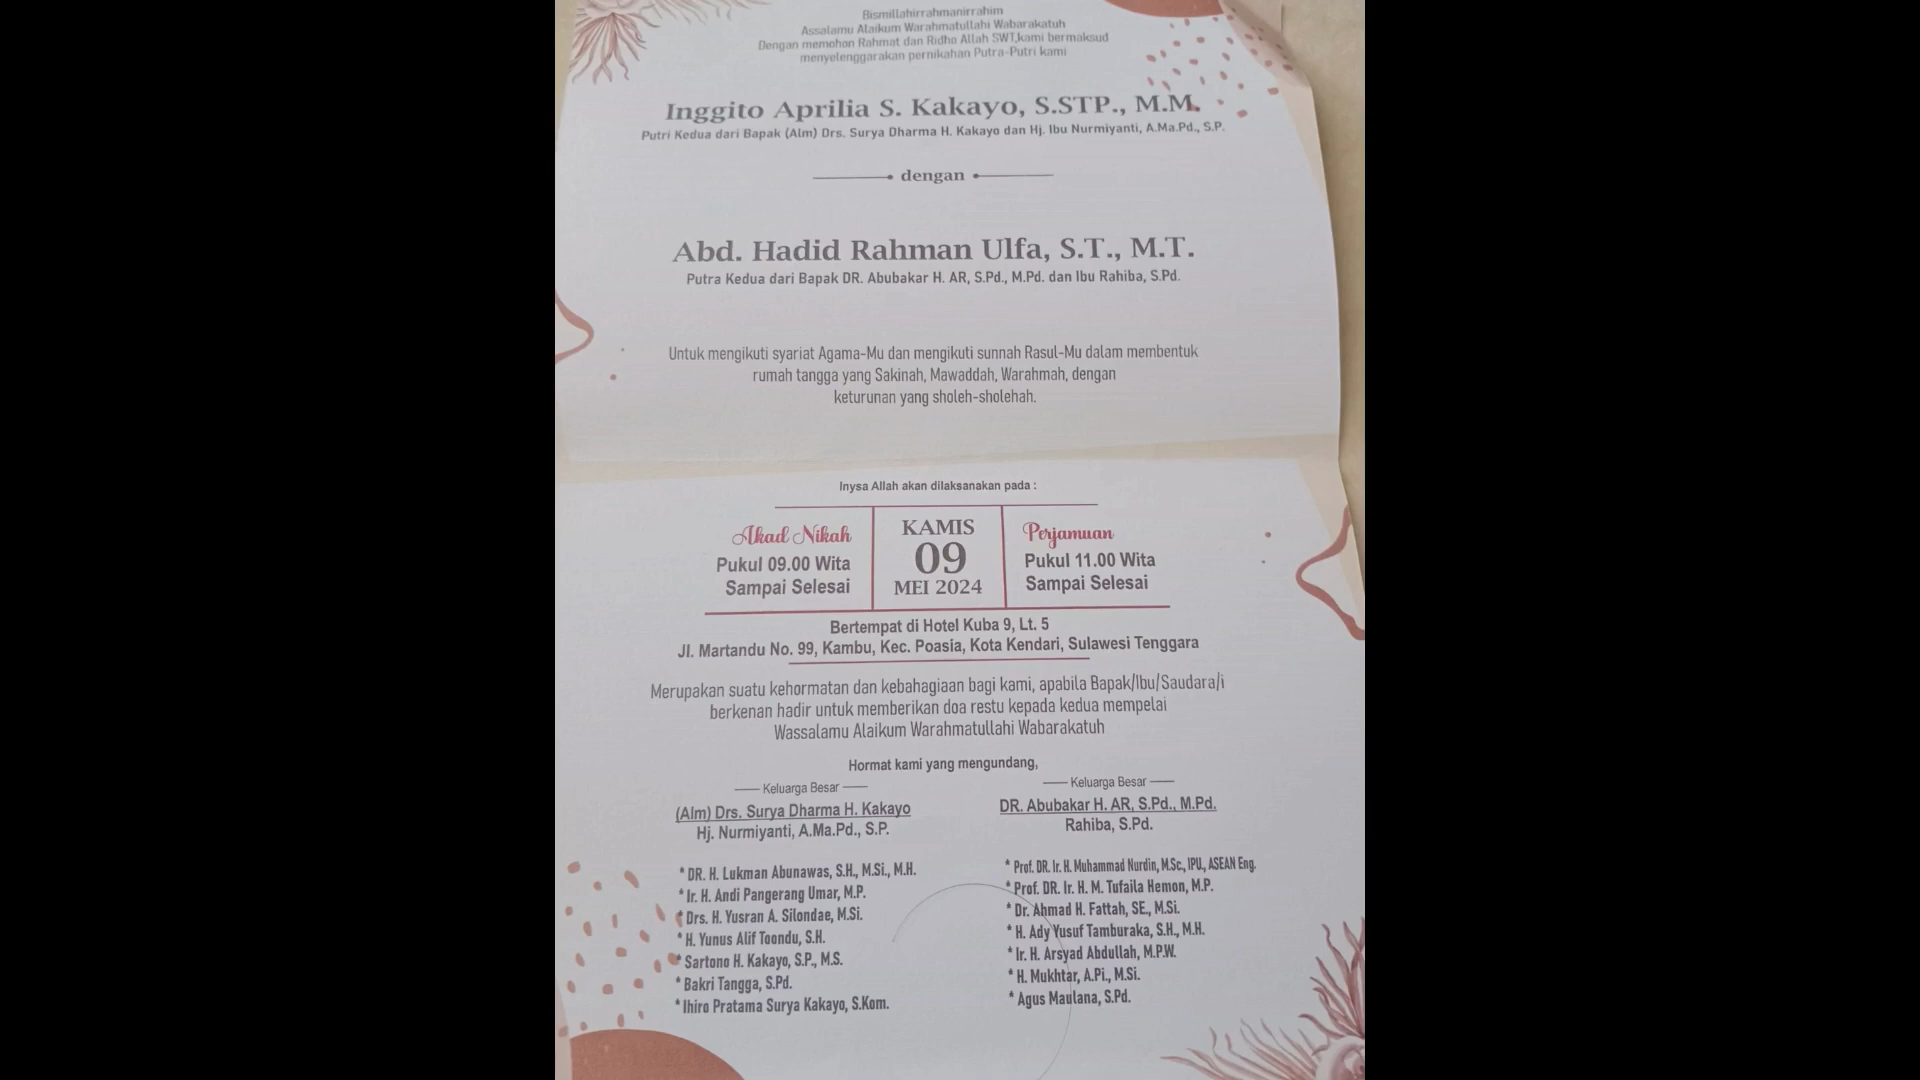 Bismillahirrahmanirrahim
Assalamu Alaikum Warahmatullahi Wabarakatuh
Dengan memohon Rahmat dan Ridha Allah SWT,kami bermaksud
menyelenggarakan pernikahan Putra-Putri kami
Inggito Aprilia S. Kakayo, S.STP., M.M.
Putri Kedua dari Bapak (Alm) Drs. Surya Dharma H. Kakayo dan Hj. Ibu Nurmiyanti, A.Ma.Pd., S.P.
dengan
Abd. Hadid Rahman Ulfa, S.T., M.T.
Putra Kedua dari Bapak DR. Abubakar H. AR, S.Pd., M.Pd. dan Ibu Rahiba, S.Pd.
Untuk mengikuti syariat Agama-Mu dan mengikuti sunnah Rasul-Mu dalam membentuk
rumah tangga yang Sakinah, Mawaddah, Warahmah, dengan
keturunan yang sholeh-sholehah.
Inysa Allah akan dilaksanakan pada :
Akad Nikah
Pukul 09.00 Wita
Sampai Selesai
KAMIS
09
MEI 2024
Perjamuan
Pukul 11.00 Wita
Sampai Selesai
Bertempat di Hotel Kuba 9, Lt. 5
Jl. Martandu No. 99, Kambu, Kec. Poasia, Kota Kendari, Sulawesi Tenggara
Merupakan suatu kehormatan dan kebahagiaan bagi kami, apabila Bapak/Ibu/Saudara/i
berkenan hadir untuk memberikan doa restu kepada kedua mempelai
Wassalamu Alaikum Warahmatullahi Wabarakatuh
Hormat kami yang mengundang,
Keluarga Besar
(Alm) Drs. Surya Dharma H. Kakayo
Hj. Nurmiyanti, A.Ma.Pd., S.P.
* DR. H. Lukman Abunawas, S.H., M.Si., M.H.
* Ir. H. Andi Pangerang Umar, M.P.
* Drs. H. Yusran A. Silondae, M.Si.
* H. Yunus Alif Toondu, S.H.
* Sartono H. Kakayo, S.P., M.S.
* Bakri Tangga, S.Pd.
* Ihiro Pratama Surya Kakayo, S.Kom.
Keluarga Besar
DR. Abubakar H. AR, S.Pd., M.Pd.
Rahiba, S.Pd.
* Prof. DR. Ir. H. Muhammad Nurdin, M.Sc., IPU., ASEAN Eng.
* Prof. DR. Ir. H. M. Tufaila Hemon, M.P.
* Dr. Ahmad H. Fattah, SE., M.Si.
* H. Ady Yusuf Tamburaka, S.H., M.H.
* Ir. H. Arsyad Abdullah, M.P.W.
* H. Mukhtar, A.Pi., M.Si.
* Agus Maulana, S.Pd.